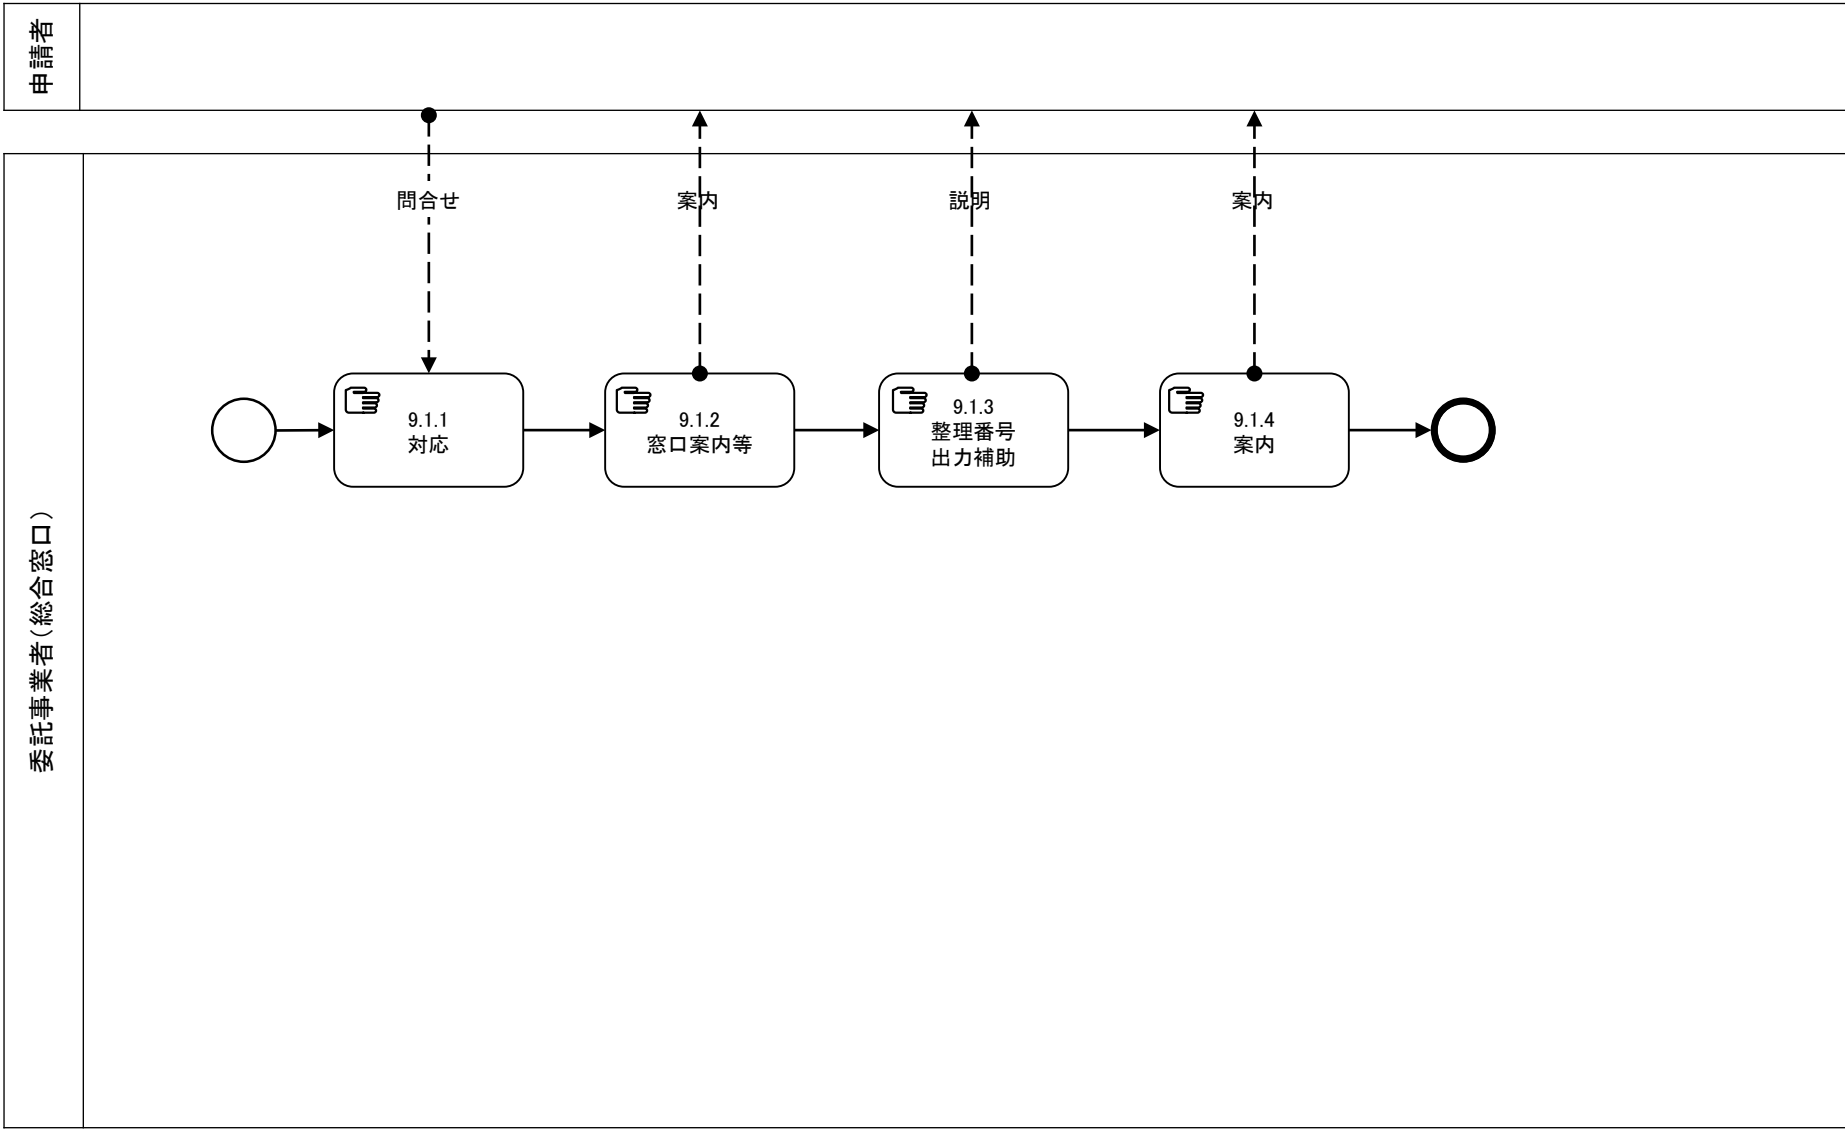 申請者
問合せ
案内
説明
案内
9.1.1
対応
9.1.2
窓口案内等
9.1.3
整理番号
出力補助
9.1.4
案内
委託事業者（総合窓口）